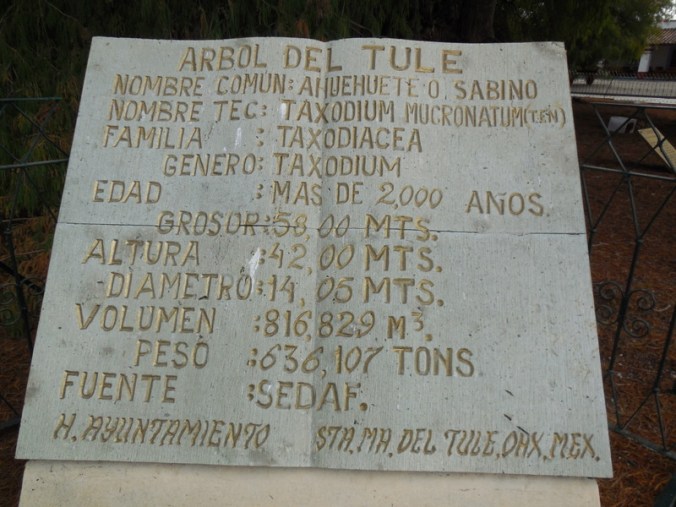 ARBOL DEL TULE
NOMBRE COMÚN: AHUEHUETE O SABINO
NOMBRE TEC: TAXODIUM MUCRONATUM(TEN)
FAMILIA : TAXODIACEA
GENERO: TAXODIUM
EDAD : MAS DE 2,000 AÑOS.
GROSOR: 58,00 MTS.
ALTURA : 42,00 MTS.
DIAMETRO: 14,05 MTS.
VOLUMEN : 816,829 M³.
PESO : 636,107 TONS.
FUENTE : SEDAF.
H. AYUNTAMIENTO STA. MA. DEL TULE, OAX. MEX.